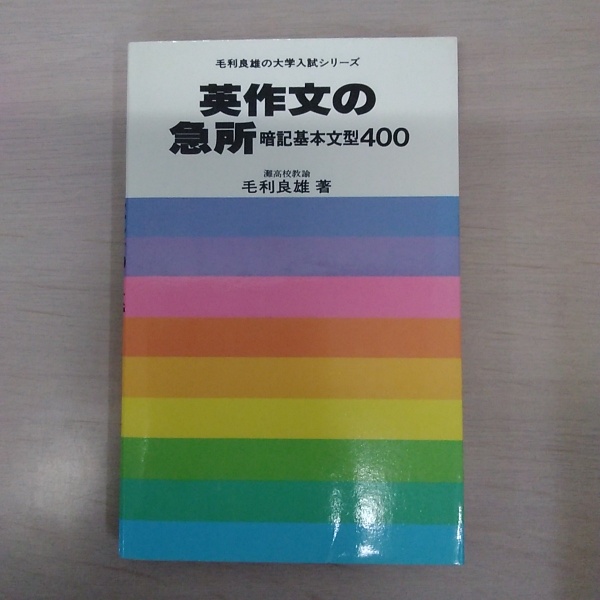 毛利良雄の大学入試シリーズ
英作文の
急所 暗記基本文型400
灘高校教諭
毛利良雄 著